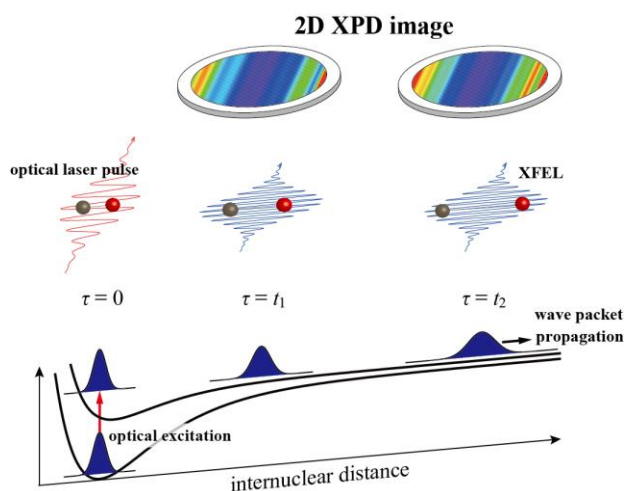 2D XPD image
optical laser pulse
XFEL
τ = 0
τ = t₁
τ = t₂
wave packet
propagation
optical excitation
internuclear distance